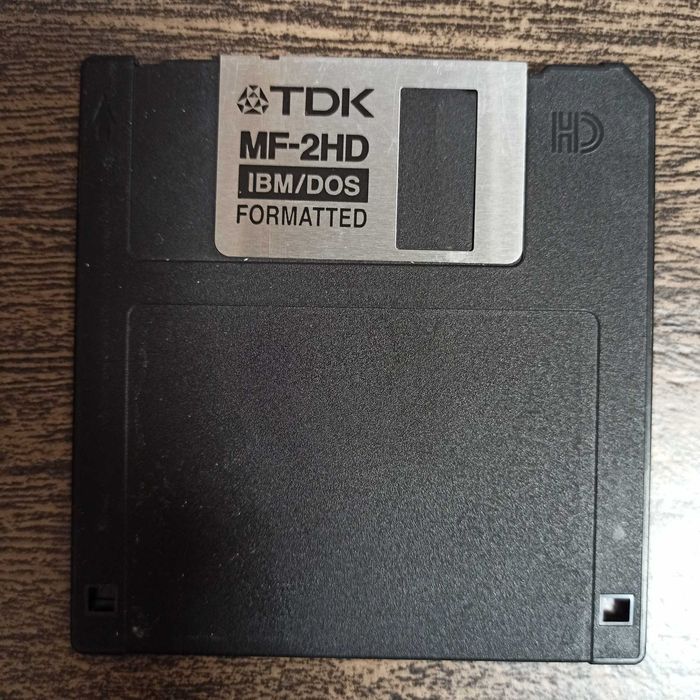 TDK
MF-2HD
IBM/DOS
FORMATTED
HD